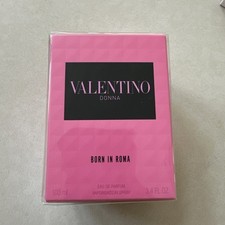 VALENTINO
DONNA
BORN IN ROMA
EAU DE PARFUM